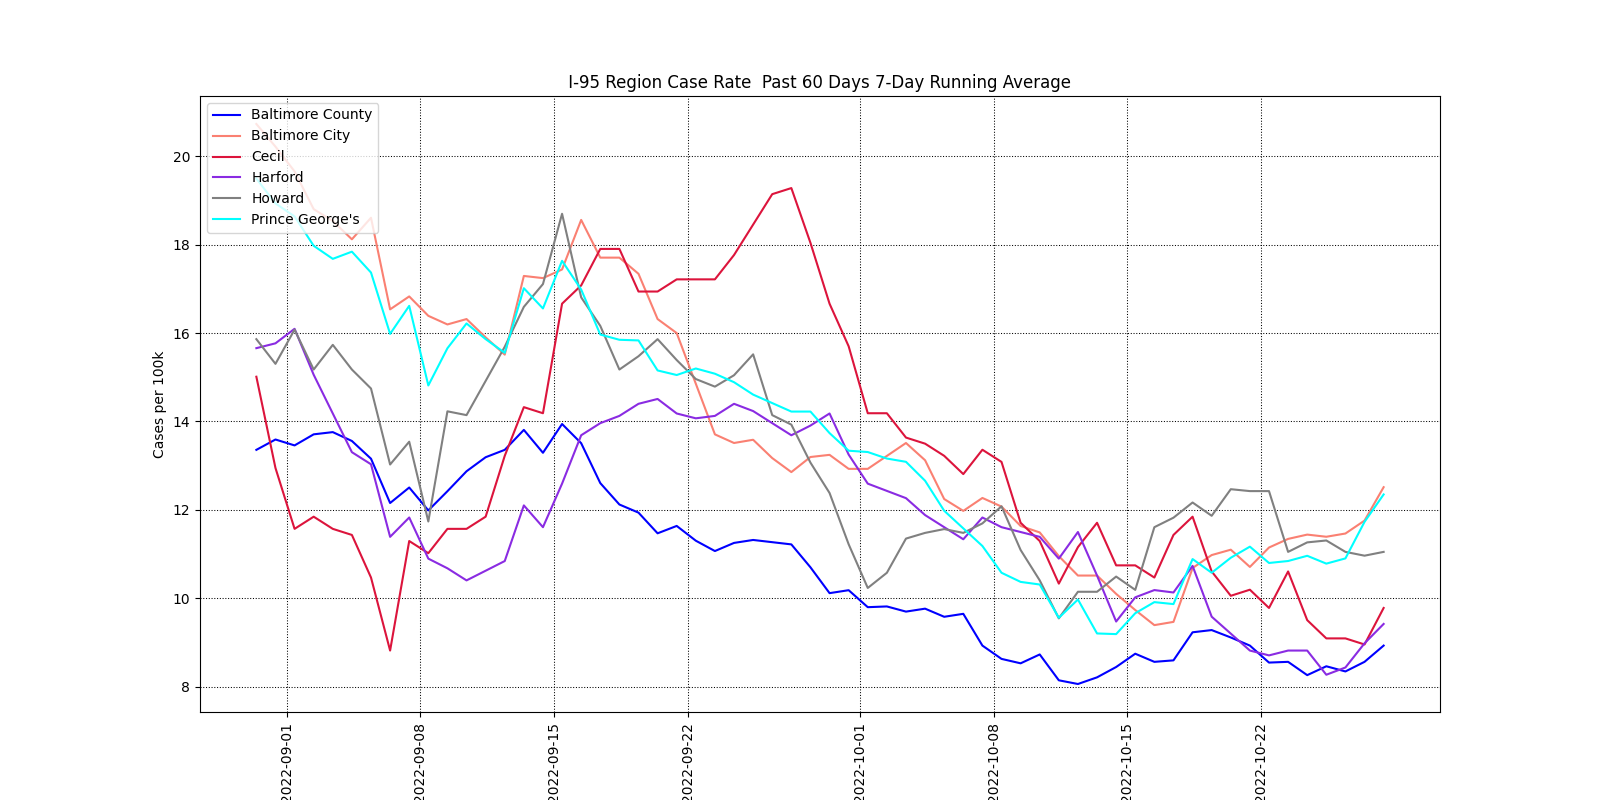 I-95 Region Case Rate  Past 60 Days 7-Day Running Average
Baltimore County
Baltimore City
Cecil
Harford
Howard
Prince George's
Cases per 100k
20
18
16
14
12
10
8
2022-09-01
2022-09-08
2022-09-15
2022-09-22
2022-10-01
2022-10-08
2022-10-15
2022-10-22